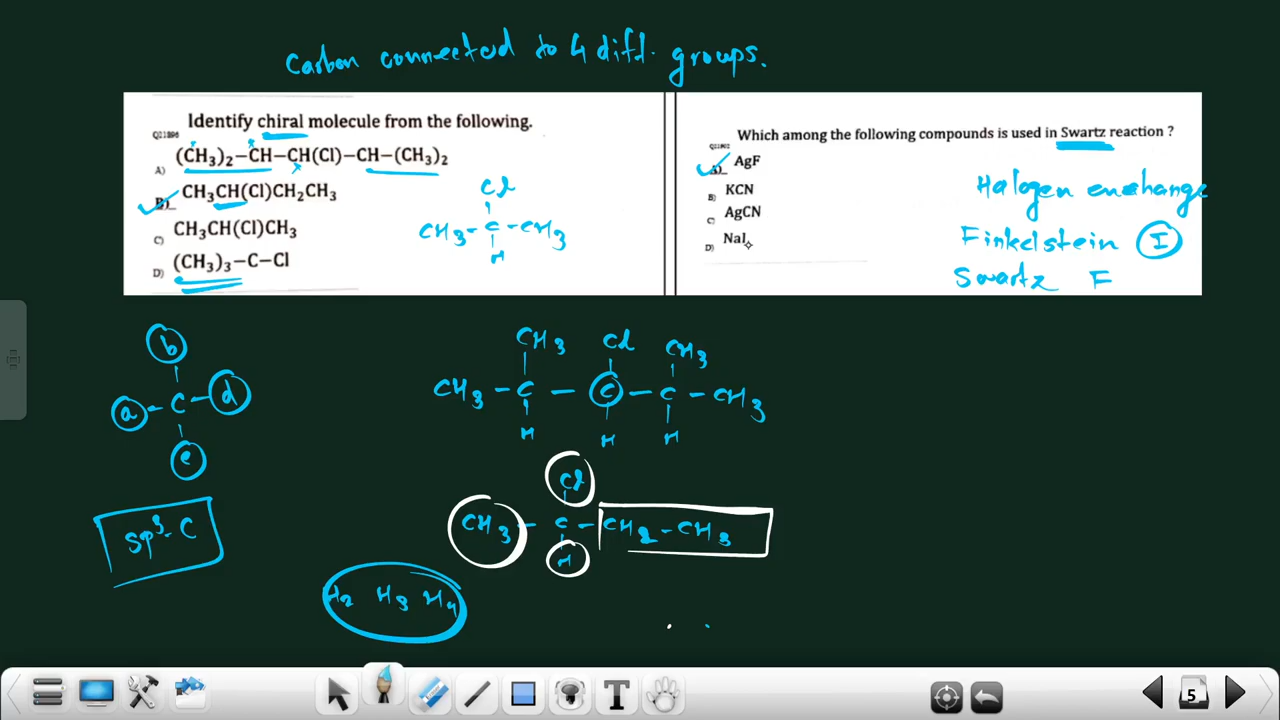 Carbon connected to 4 diff. groups.
Identify chiral molecule from the following.
Q21896
A) (CH₃)₂−CH−CH(Cl)−CH−(CH₃)₂
B) CH₃CH(Cl)CH₂CH₃
C) CH₃CH(Cl)CH₃
D) (CH₃)₃−C−Cl
Cl
CH₃-C-CH₃
H
Which among the following compounds is used in Swartz reaction ?
A) AgF
B) KCN
C) AgCN
D) NaI
Halogen exchange
Finkelstein I
Swartz F
b
a-C-d
e
sp³-C
CH₃ Cl CH₃
CH₃-C-C-C-CH₃
H H H
Cl
CH₃-C-CH₂-CH₃
H
H₂ H₃ H₄
T
5